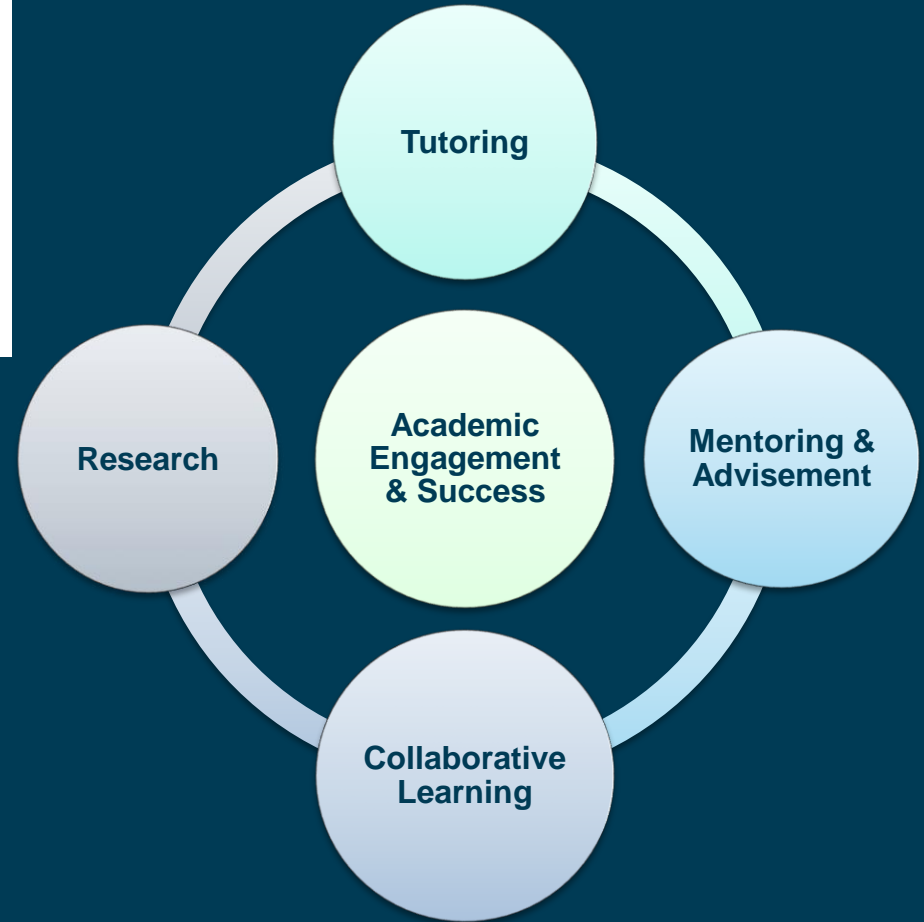 Tutoring
Research
Academic
Engagement
& Success
Mentoring &
Advisement
Collaborative
Learning